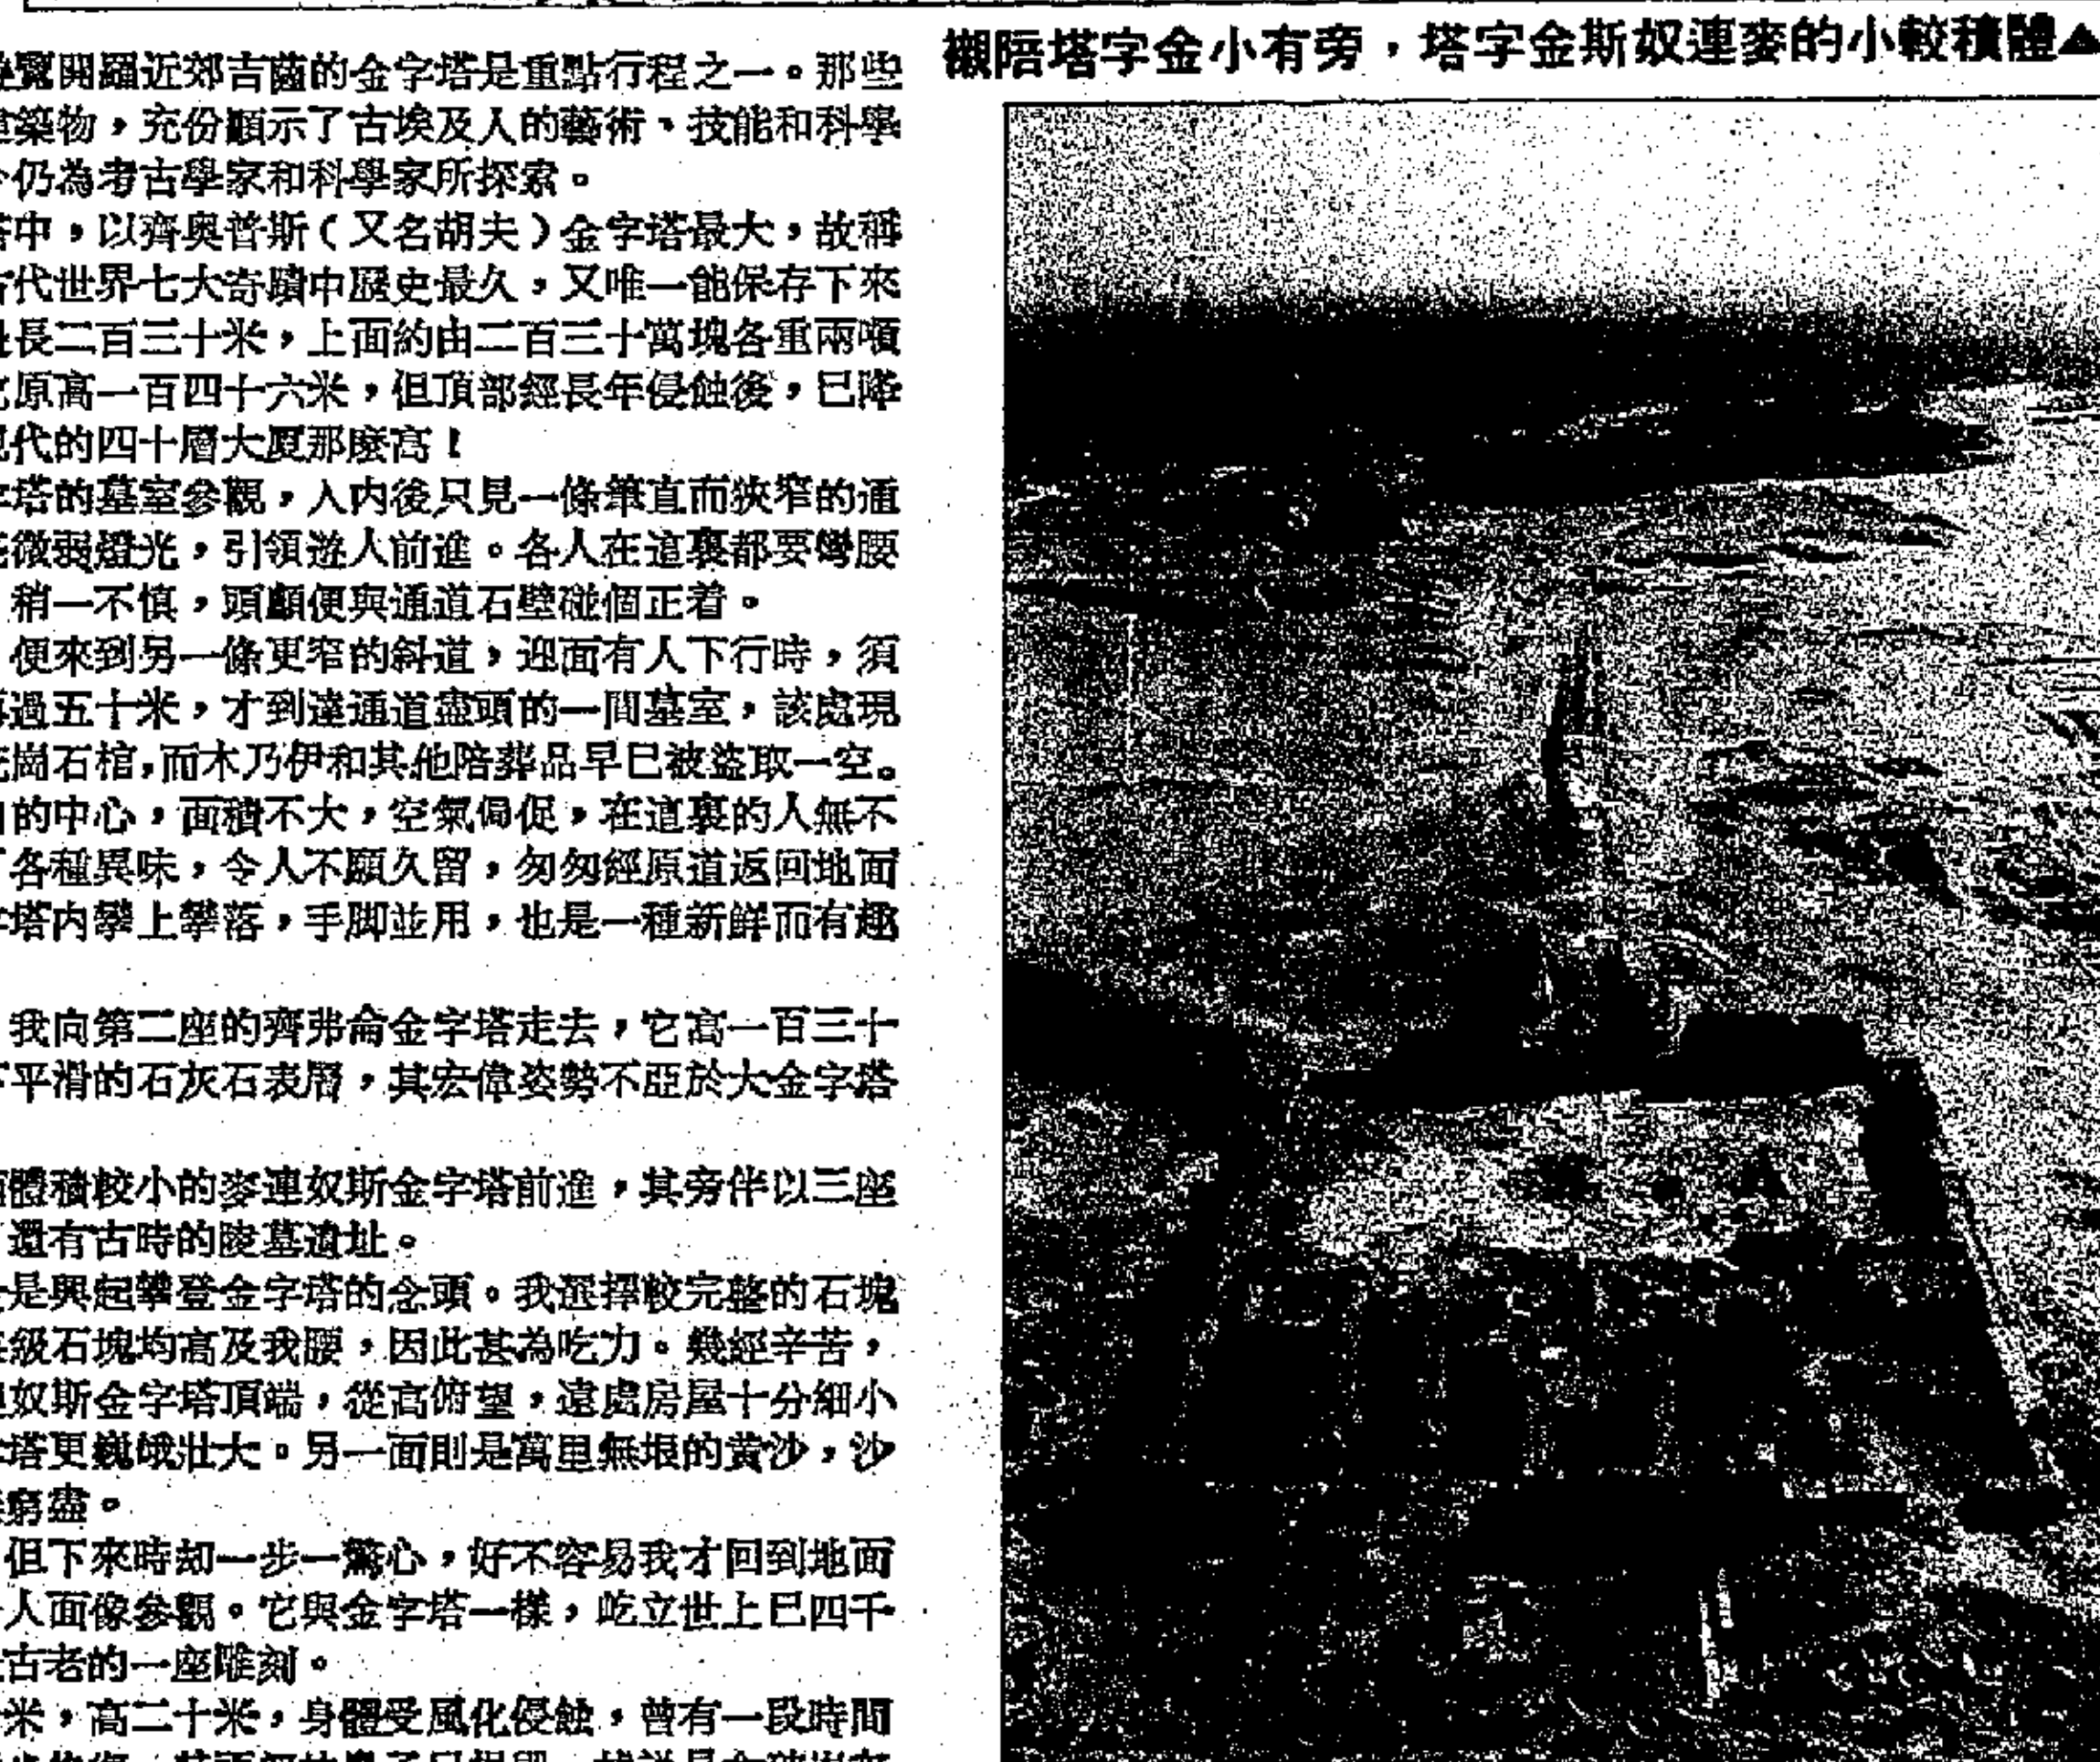 ▲體積較小的麥連奴斯金字塔，旁有小金字塔陪襯
覽開羅近郊吉薩的金字塔是重點行程之一。那些
築物，充份顯示了古埃及人的藝術、技能和科學
仍為考古學家和科學家所探索。
中，以齊奧普斯（又名胡夫）金字塔最大，故稱
代世界七大奇蹟中歷史最久，又唯一能保存下來
長二百三十米，上面約由二百三十萬塊各重兩噸
原高一百四十六米，但頂部經長年侵蝕後，已降
代的四十層大厦那麼高！
塔的墓室參觀，入內後只見一條筆直而狹窄的通
微弱燈光，引領遊人前進。各人在這裏都要彎腰
稍一不慎，頭顱便與通道石壁碰個正着。
便來到另一條更窄的斜道，迎面有人下行時，須
過五十米，才到達通道盡頭的一間墓室，該處現
崗石棺，而木乃伊和其他陪葬品早已被盜取一空。
的中心，面積不大，空氣侷促，在這裏的人無不
各種異味，令人不願久留，匆匆經原道返回地面
塔內攀上攀落，手脚並用，也是一種新鮮而有趣
我向第二座的齊弗侖金字塔走去，它高一百三十
平滑的石灰石表層，其宏偉姿勢不亞於大金字塔
體積較小的麥連奴斯金字塔前進，其旁伴以三座
還有古時的陵墓遺址。
是興起攀登金字塔的念頭。我選擇較完整的石塊
級石塊均高及我腰，因此甚為吃力。幾經辛苦，
奴斯金字塔頂端，從高俯望，遠處房屋十分細小
塔更巍峨壯大。另一面則是萬里無垠的黃沙，沙
窮盡。
但下來時却一步一驚心，好不容易我才回到地面
人面像參觀。它與金字塔一樣，屹立世上已四千
古老的一座雕刻。
米，高二十米，身體受風化侵蝕，曾有一段時間